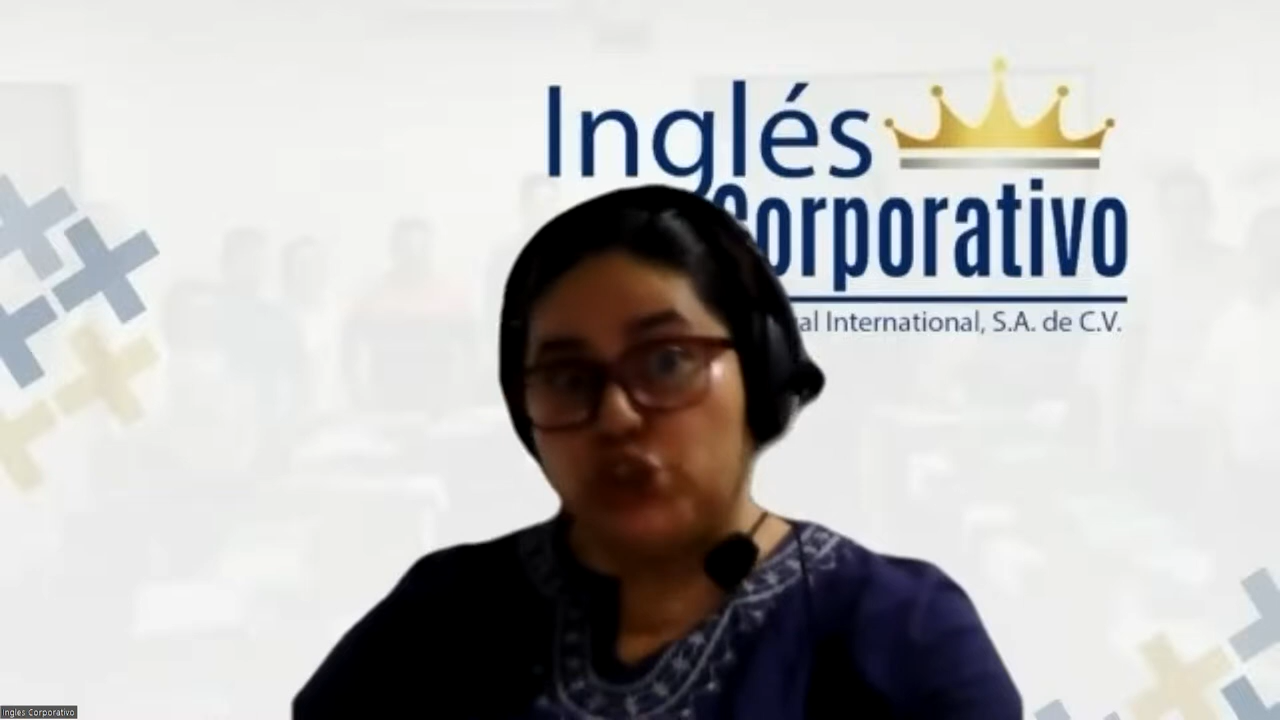 Inglés
Corporativo
al International, S.A. de C.V.
Ingles Corporativo